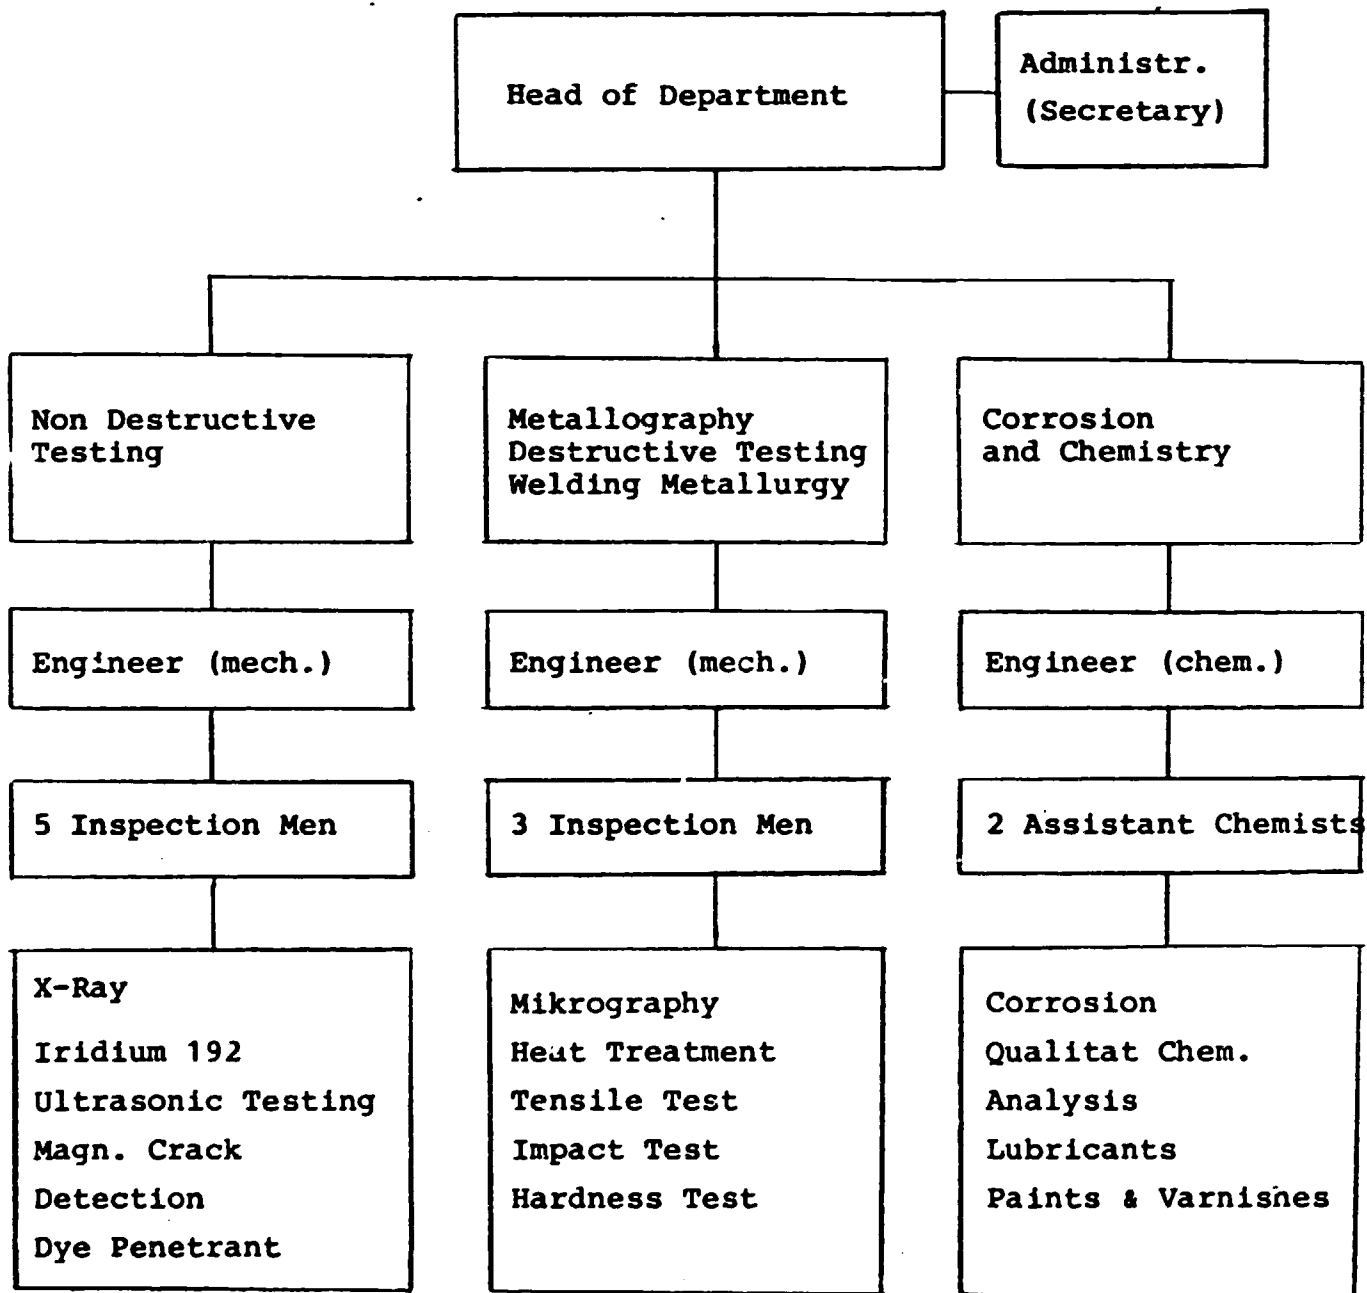 Head of Department
Administr.
(Secretary)
Non Destructive
Testing
Metallography
Destructive Testing
Welding Metallurgy
Corrosion
and Chemistry
Engineer (mech.)
Engineer (mech.)
Engineer (chem.)
5 Inspection Men
3 Inspection Men
2 Assistant Chemists
X-Ray
Iridium 192
Ultrasonic Testing
Magn. Crack
Detection
Dye Penetrant
Mikrography
Heat Treatment
Tensile Test
Impact Test
Hardness Test
Corrosion
Qualitat Chem.
Analysis
Lubricants
Paints & Varnishes